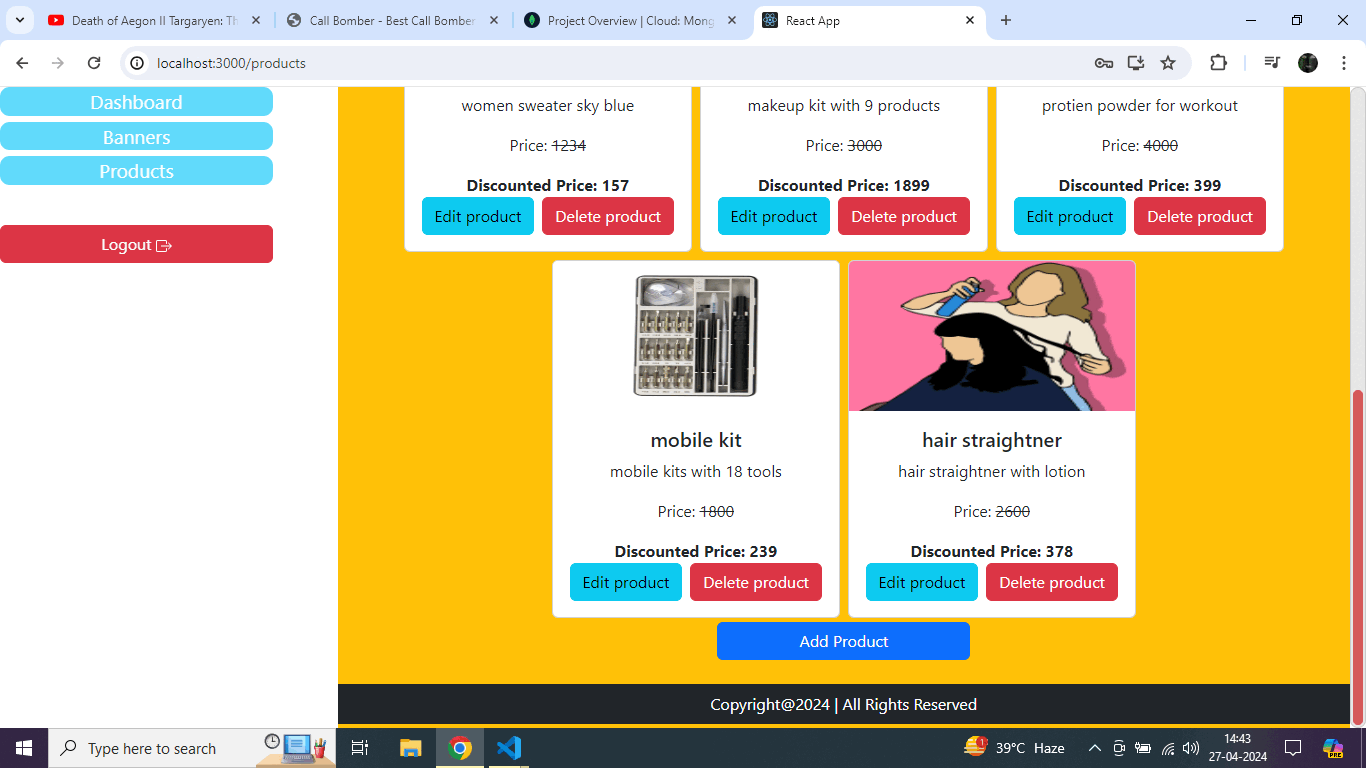 Death of Aegon II Targaryen: Th
Call Bomber - Best Call Bomber
Project Overview | Cloud: Mong
React App
localhost:3000/products
Dashboard
Banners
Products
Logout
women sweater sky blue
Price: 1234
Discounted Price: 157
Edit product Delete product
makeup kit with 9 products
Price: 3000
Discounted Price: 1899
Edit product Delete product
protien powder for workout
Price: 4000
Discounted Price: 399
Edit product Delete product
mobile kit
mobile kits with 18 tools
Price: 1800
Discounted Price: 239
Edit product Delete product
hair straightner
hair straightner with lotion
Price: 2600
Discounted Price: 378
Edit product Delete product
Add Product
Copyright@2024 | All Rights Reserved
Type here to search
1
39°C Haze
14:43
27-04-2024
PRE